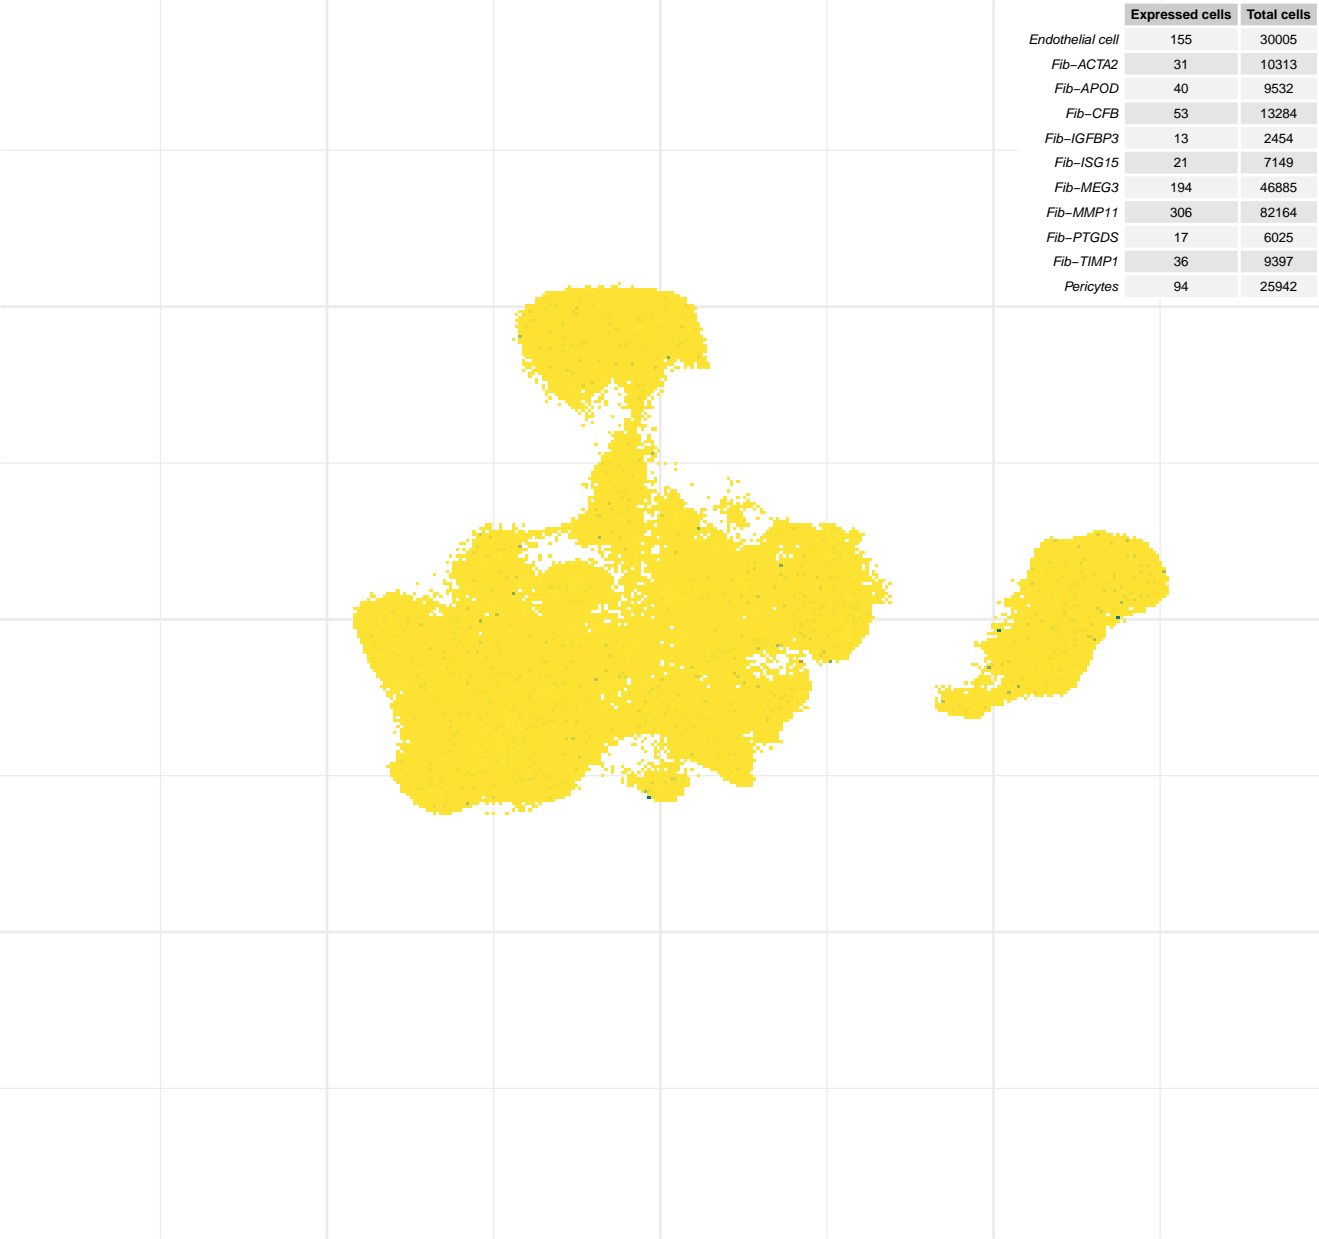 Expressed cells Total cells
Endothelial cell 155 30005
Fib−ACTA2 31 10313
Fib−APOD 40 9532
Fib−CFB 53 13284
Fib−IGFBP3 13 2454
Fib−ISG15 21 7149
Fib−MEG3 194 46885
Fib−MMP11 306 82164
Fib−PTGDS 17 6025
Fib−TIMP1 36 9397
Pericytes 94 25942